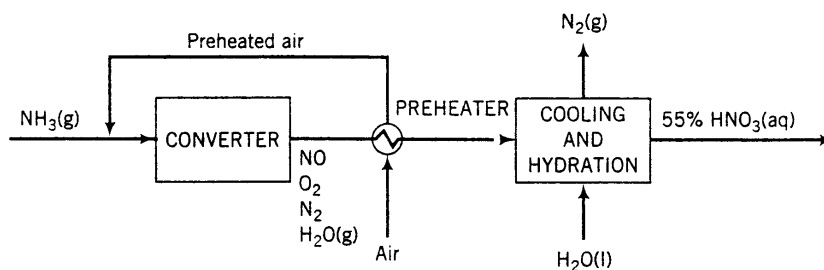 Preheated air
N₂(g)
NH₃(g)
CONVERTER
PREHEATER
COOLING
AND
HYDRATION
55% HNO₃(aq)
NO
O₂
N₂
H₂O(g)
Air
H₂O(l)